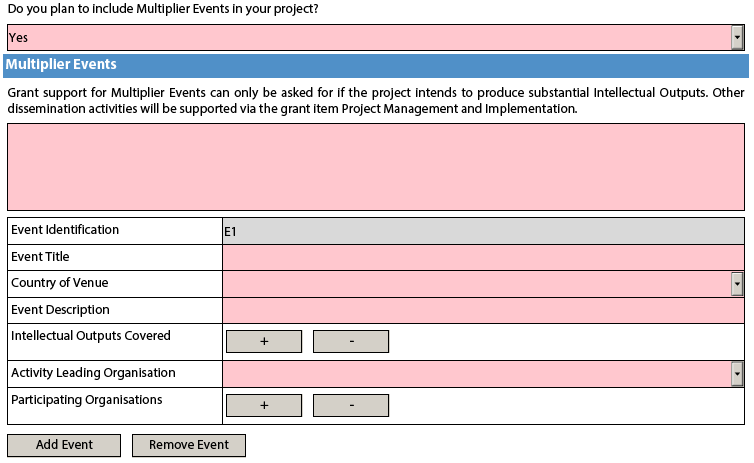 Do you plan to include Multiplier Events in your project?
Yes
Multiplier Events
Grant support for Multiplier Events can only be asked for if the project intends to produce substantial Intellectual Outputs. Other
dissemination activities will be supported via the grant item Project Management and Implementation.
Event Identification E1
Event Title
Country of Venue
Event Description
Intellectual Outputs Covered + -
Activity Leading Organisation
Participating Organisations + -
Add Event Remove Event